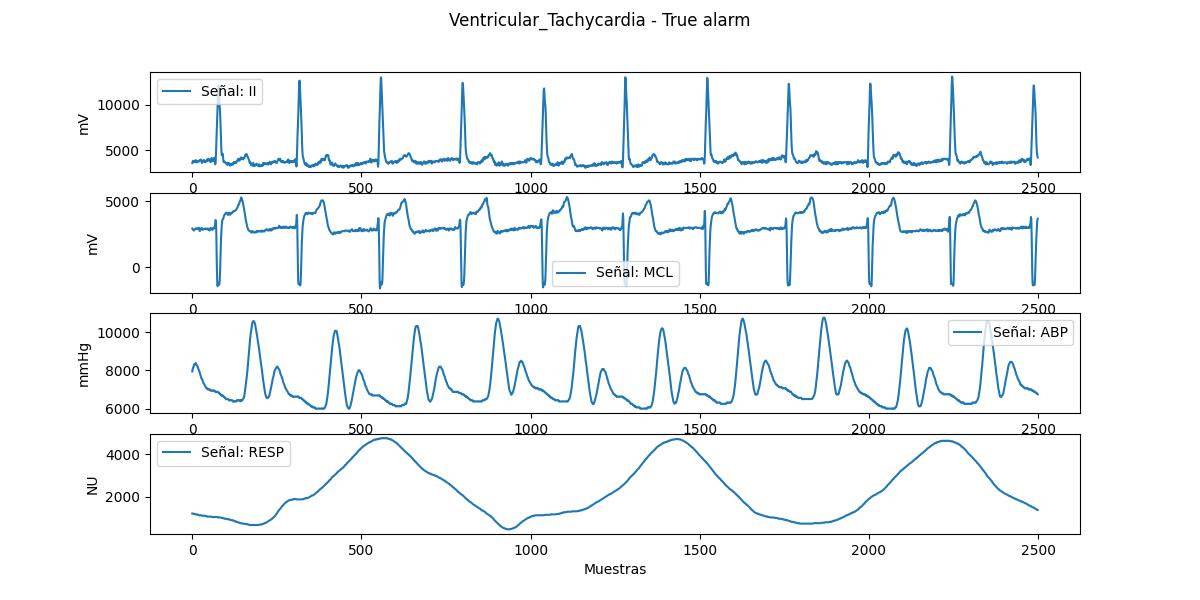 Ventricular_Tachycardia - True alarm
Señal: II
mV
10000
5000
0 500 1000 1500 2000 2500
Señal: MCL
mV
5000
0
0 500 1000 1500 2000 2500
Señal: ABP
mmHg
10000
8000
6000
0 500 1000 1500 2000 2500
Señal: RESP
NU
4000
2000
0 500 1000 1500 2000 2500
Muestras